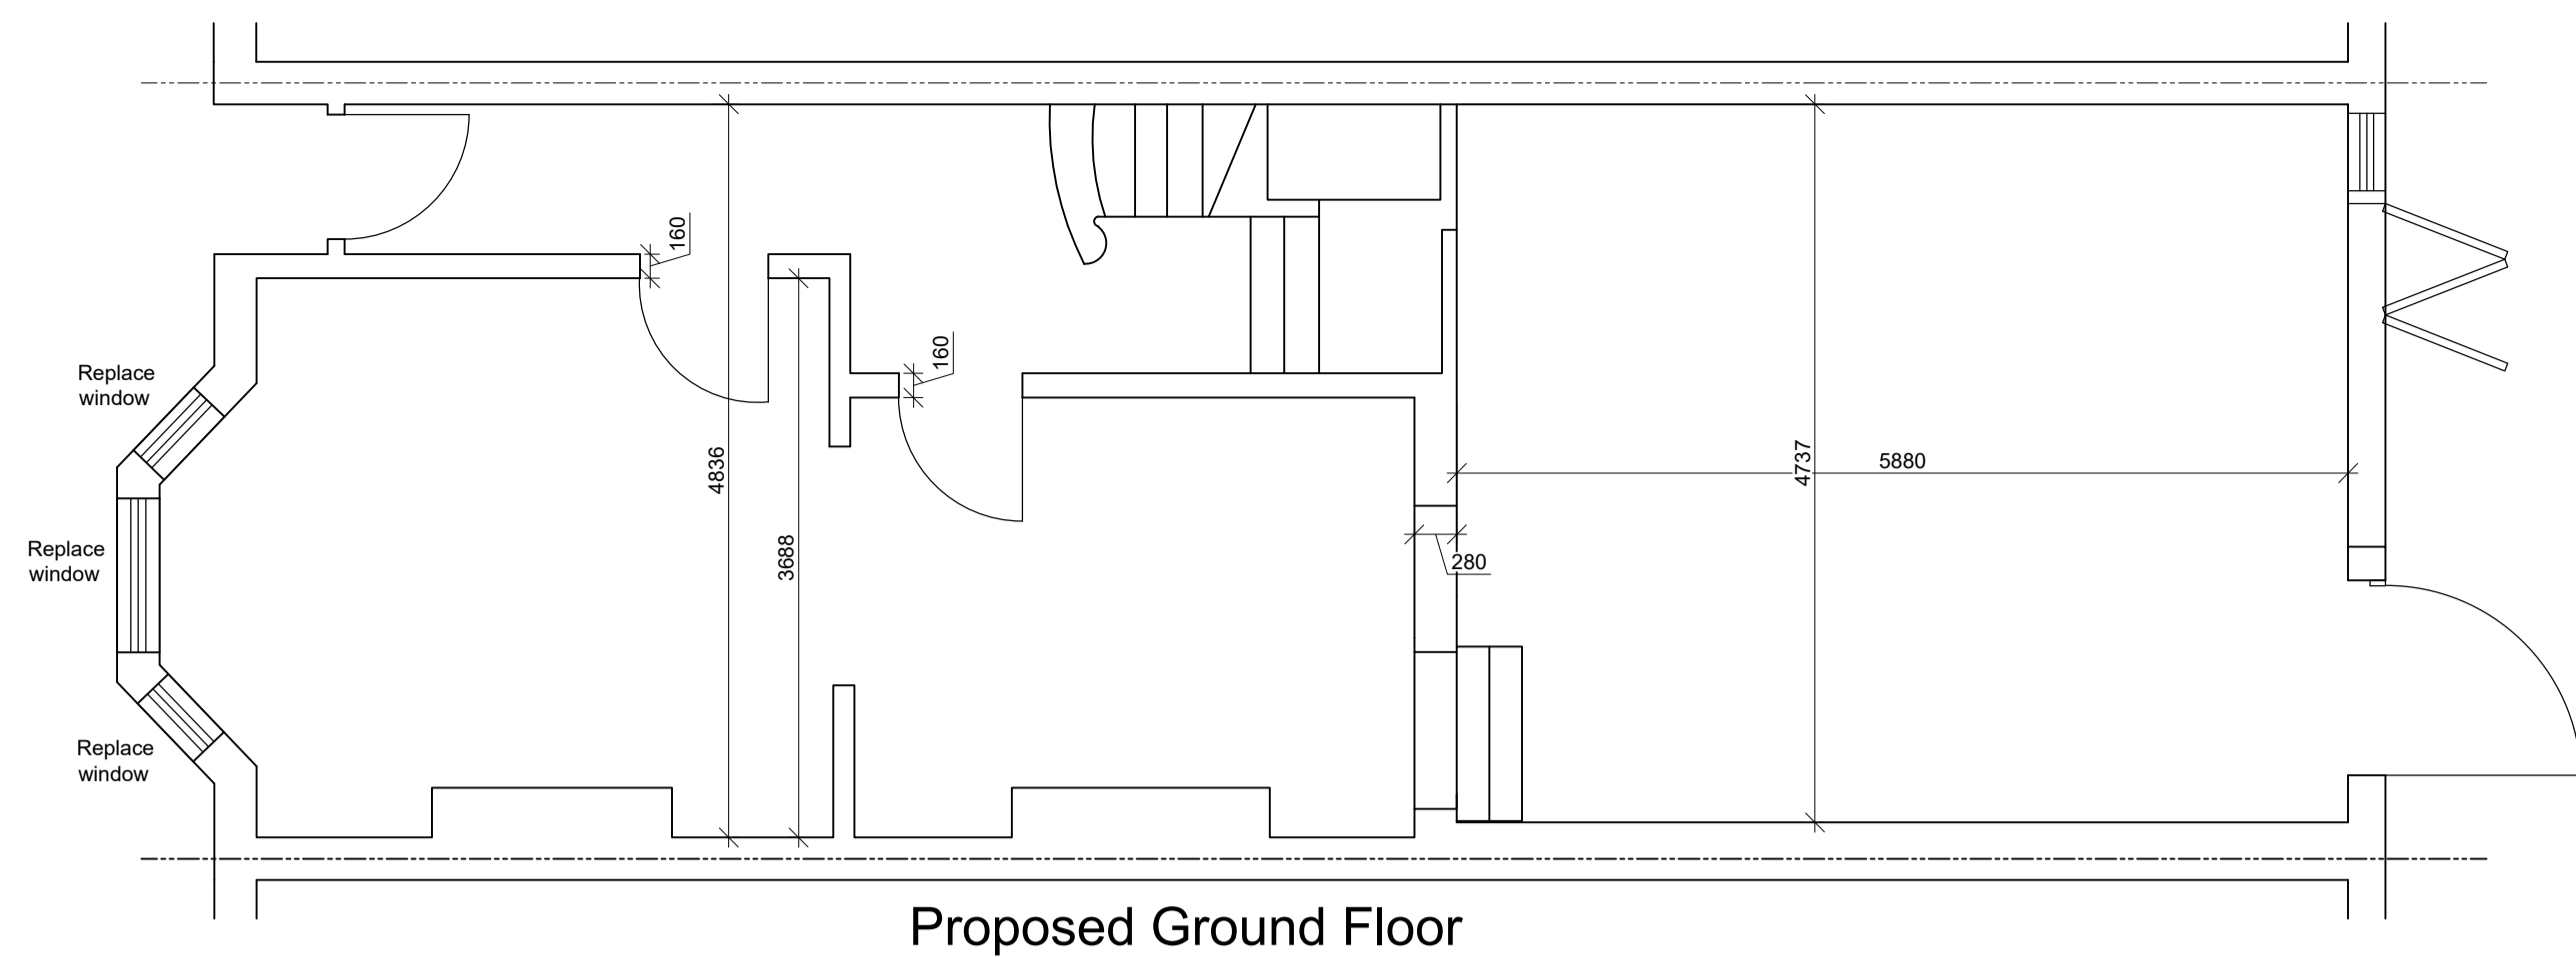 160
Replace
window
160
4836
4737
5880
Replace
window
3688
280
Replace
window
Proposed Ground Floor